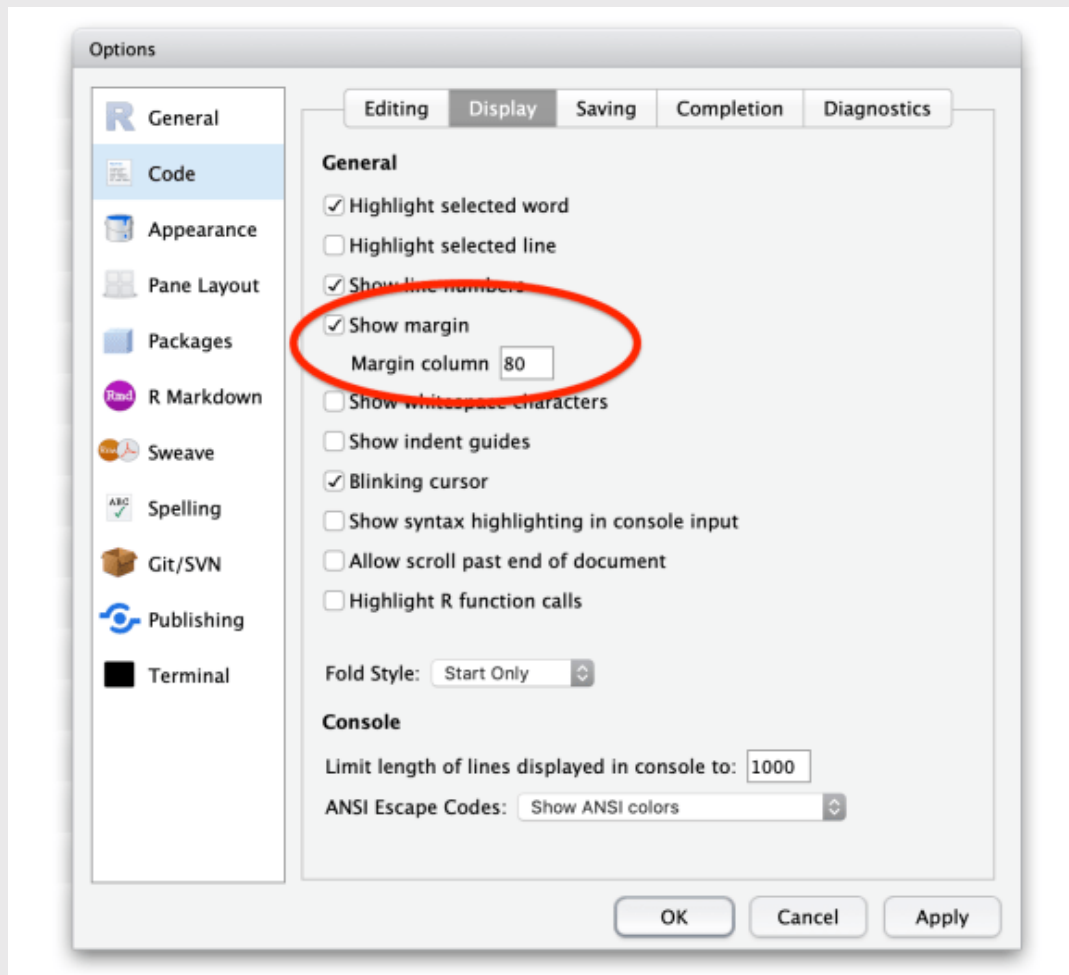 Options
General
Code
Appearance
Pane Layout
Packages
Rmd R Markdown
Sweave
ABC Spelling
Git/SVN
Publishing
Terminal
Editing Display Saving Completion Diagnostics
General
Highlight selected word
Highlight selected line
Show line numbers
Show margin
Margin column 80
Show whitespace characters
Show indent guides
Blinking cursor
Show syntax highlighting in console input
Allow scroll past end of document
Highlight R function calls
Fold Style: Start Only
Console
Limit length of lines displayed in console to: 1000
ANSI Escape Codes: Show ANSI colors
OK Cancel Apply